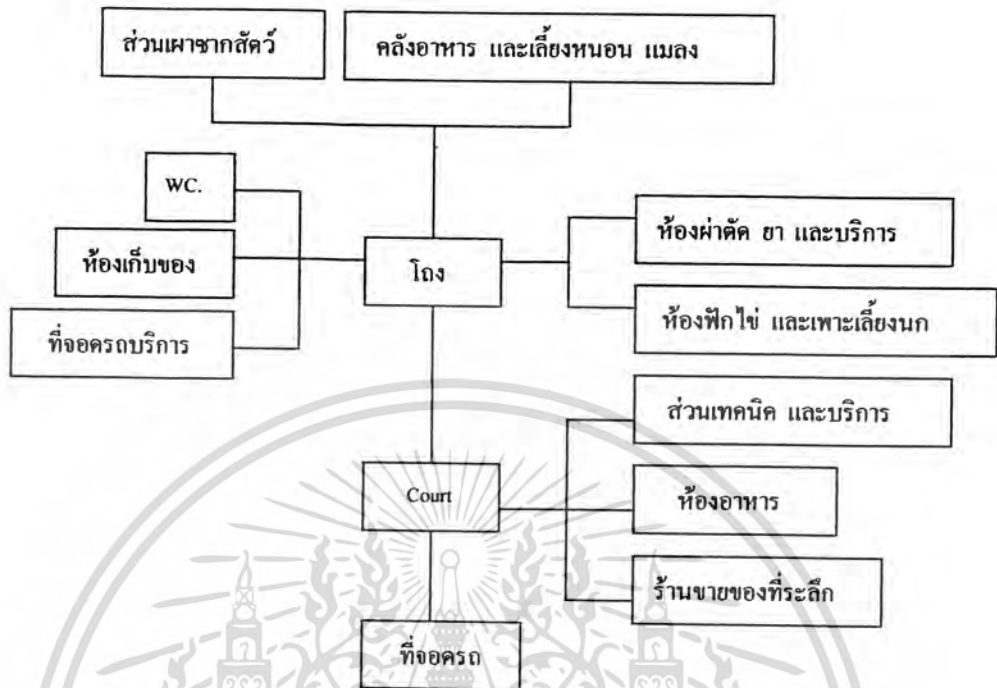 ส่วนเผาซากสัตว์
คลังอาหาร และเลี้ยงหนอน แมลง
WC.
ห้องเก็บของ
ที่จอดรถบริการ
โถง
ห้องผ่าตัด ยา และบริการ
ห้องฟักไข่ และเพาะเลี้ยงนก
ส่วนเทคนิค และบริการ
Court
ห้องอาหาร
ร้านขายของที่ระลึก
ที่จอดรถ